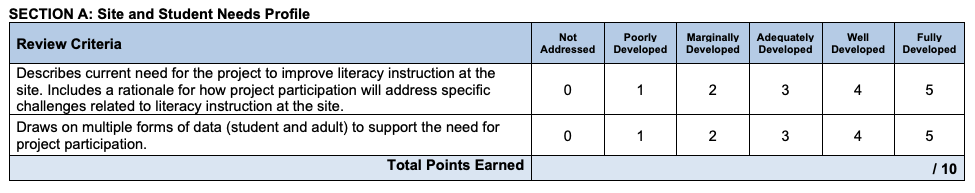 SECTION A: Site and Student Needs Profile
Review Criteria
Not
Addressed
Poorly
Developed
Marginally
Developed
Adequately
Developed
Well
Developed
Fully
Developed
Describes current need for the project to improve literacy instruction at the
site. Includes a rationale for how project participation will address specific
challenges related to literacy instruction at the site.
0 1 2 3 4 5
Draws on multiple forms of data (student and adult) to support the need for
project participation.
0 1 2 3 4 5
Total Points Earned
/ 10